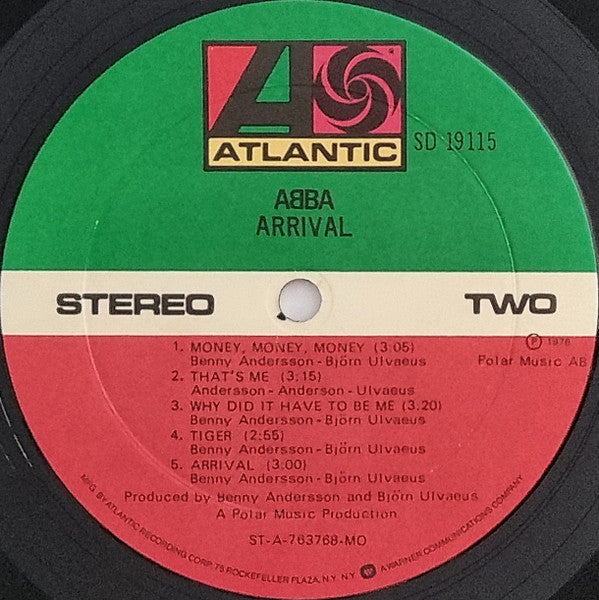 ATLANTIC
SD 19115
ABBA
ARRIVAL
STEREO
TWO
1. MONEY, MONEY, MONEY (3:05)
Benny Andersson-Björn Ulvaeus
℗ 1976
Polar Music AB
2. THAT'S ME (3:15)
Andersson - Anderson - Ulvaeus
3. WHY DID IT HAVE TO BE ME (3.20)
Benny Andersson-Björn Ulvaeus
4. TIGER (2:55)
Benny Andersson-Björn Ulvaeus
5. ARRIVAL (3.00)
Benny Andersson-Björn Ulvaeus
Produced by Benny Andersson and Björn Ulvaeus
A Polar Music Production
ST-A-763768-MO
MFG. BY ATLANTIC RECORDING CORP. 75 ROCKEFELLER PLAZA, N.Y. N.Y. A WARNER COMMUNICATIONS COMPANY